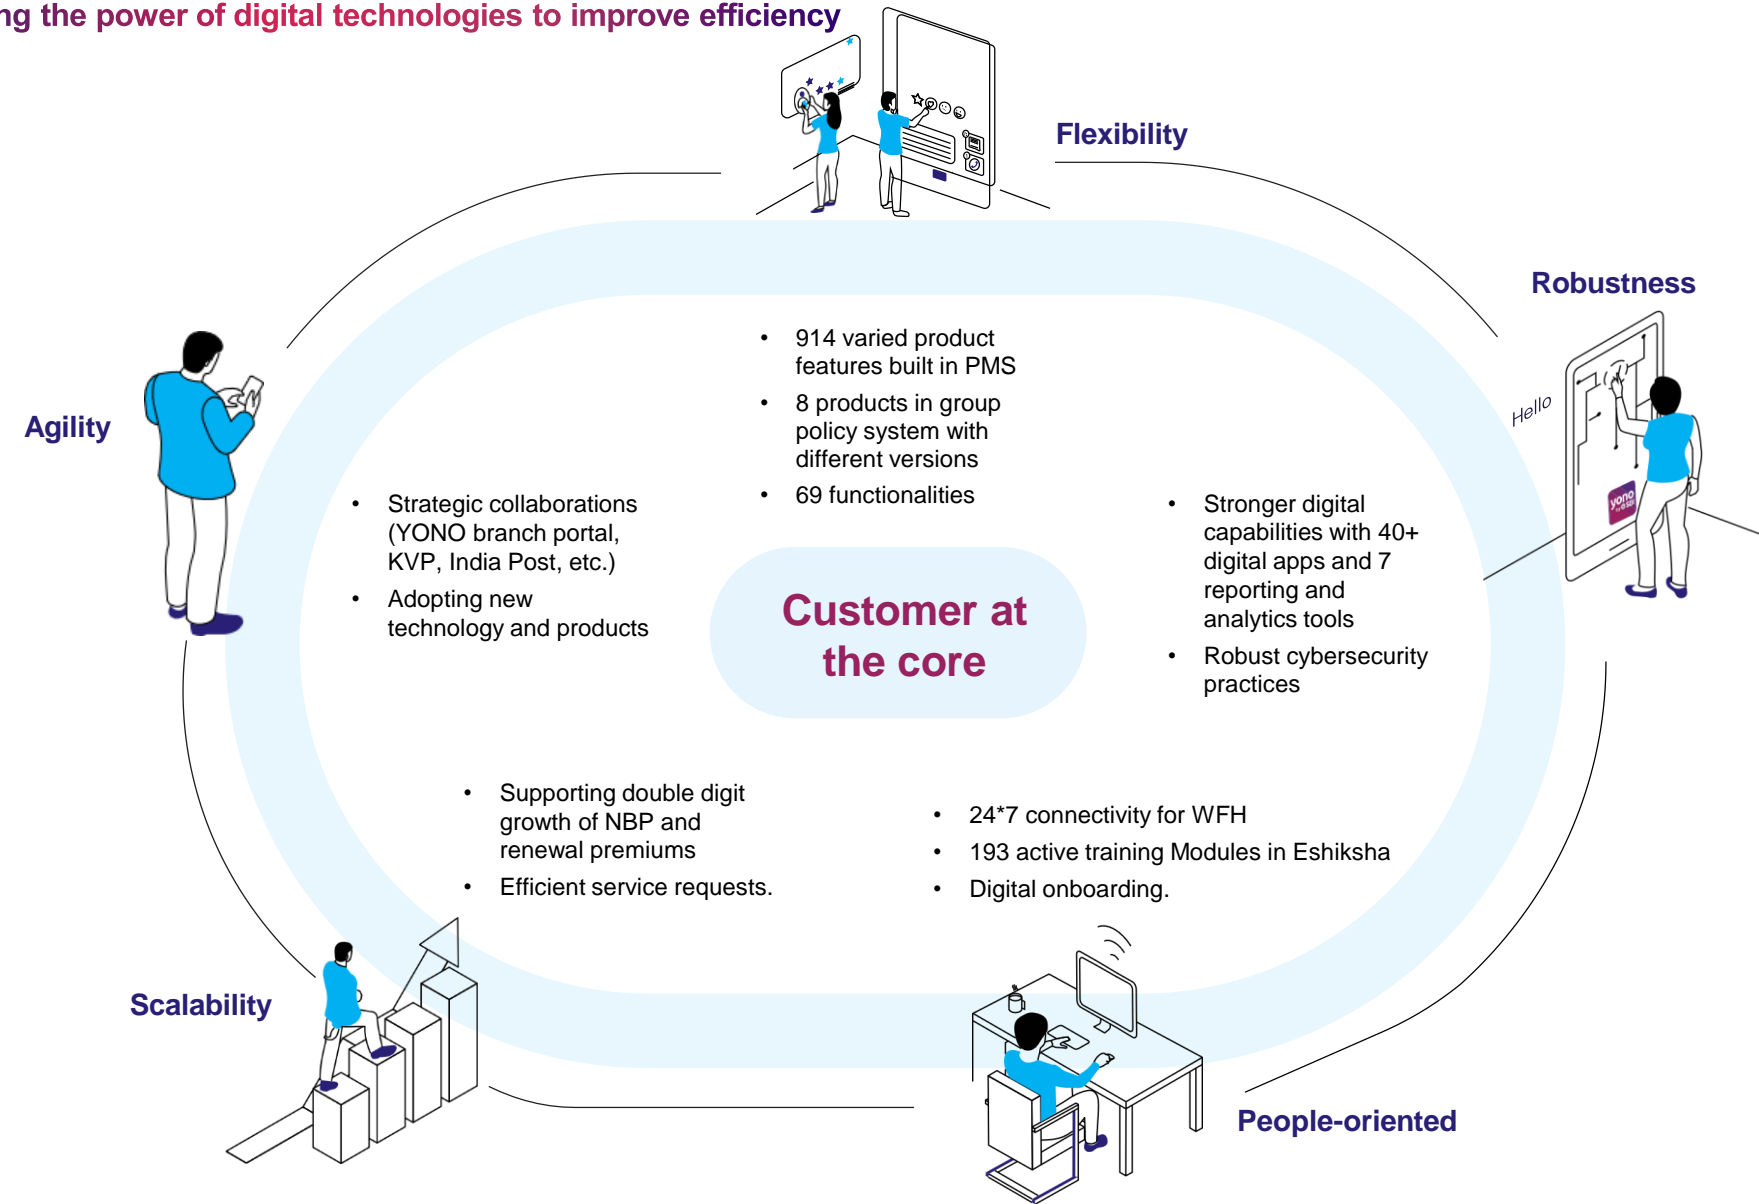 ng the power of digital technologies to improve efficiency
Flexibility
Robustness
Agility
Hello
yono
• 914 varied product
features built in PMS
• 8 products in group
policy system with
different versions
• 69 functionalities
• Strategic collaborations
(YONO branch portal,
KVP, India Post, etc.)
• Adopting new
technology and products
• Stronger digital
capabilities with 40+
digital apps and 7
reporting and
analytics tools
• Robust cybersecurity
practices
Customer at
the core
• Supporting double digit
growth of NBP and
renewal premiums
• Efficient service requests.
• 24*7 connectivity for WFH
• 193 active training Modules in Eshiksha
• Digital onboarding.
Scalability
People-oriented